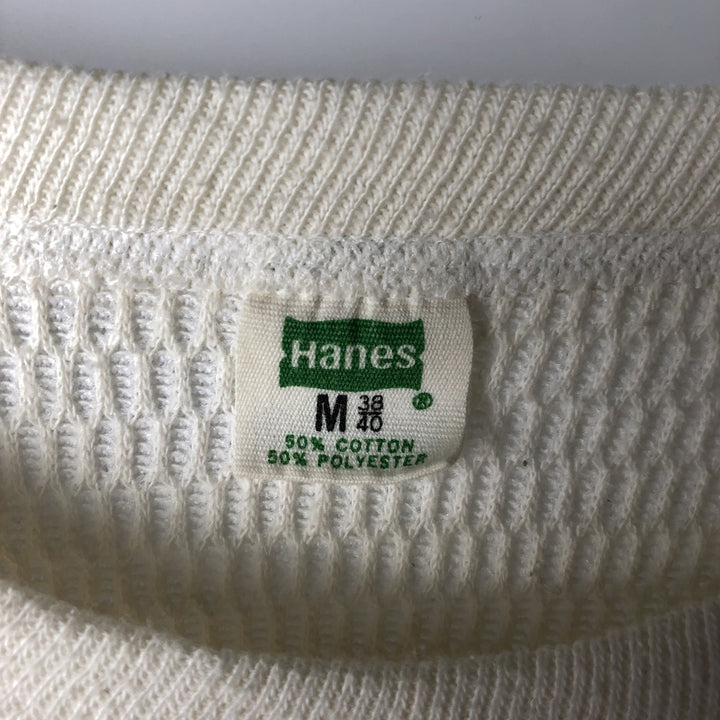 Hanes
M 38/40 ®
50% COTTON
50% POLYESTER